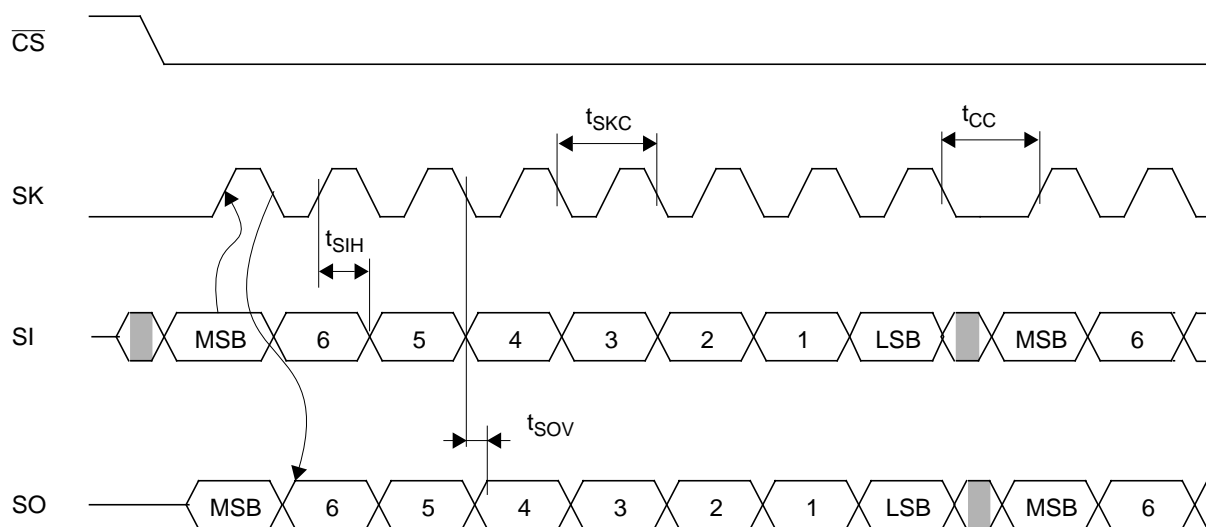 CS
tSKC
tCC
SK
tSIH
SI MSB 6 5 4 3 2 1 LSB MSB 6
tSOV
SO MSB 6 5 4 3 2 1 LSB MSB 6